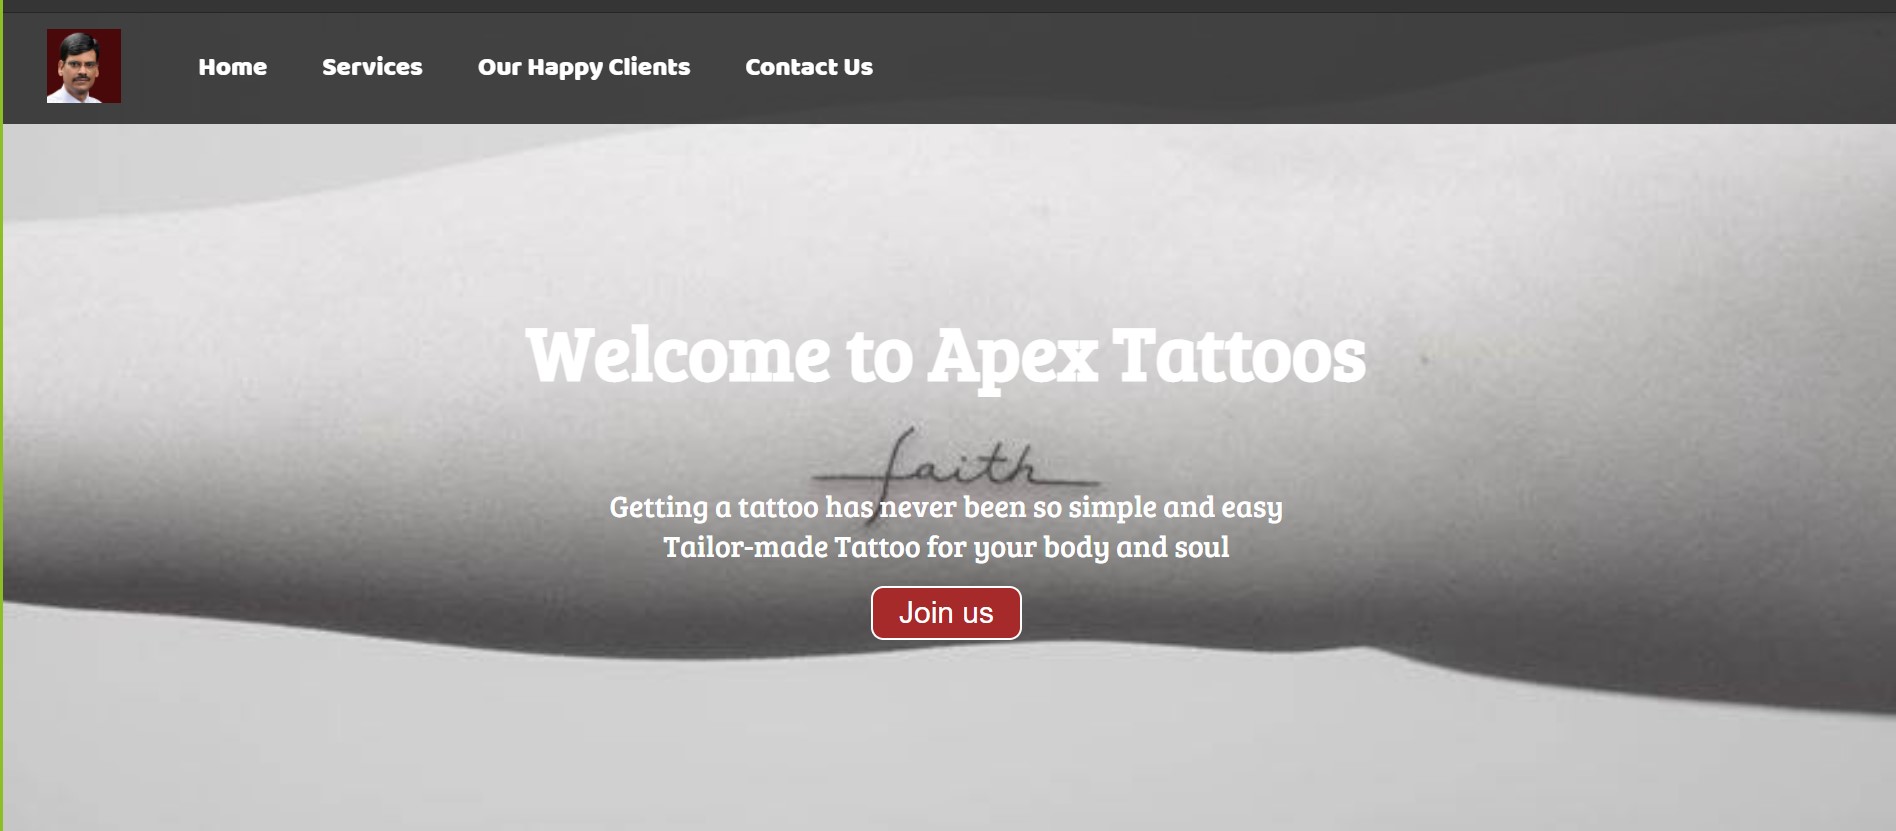 Home Services Our Happy Clients Contact Us
Welcome to Apex Tattoos
faith
Getting a tattoo has never been so simple and easy
Tailor-made Tattoo for your body and soul
Join us